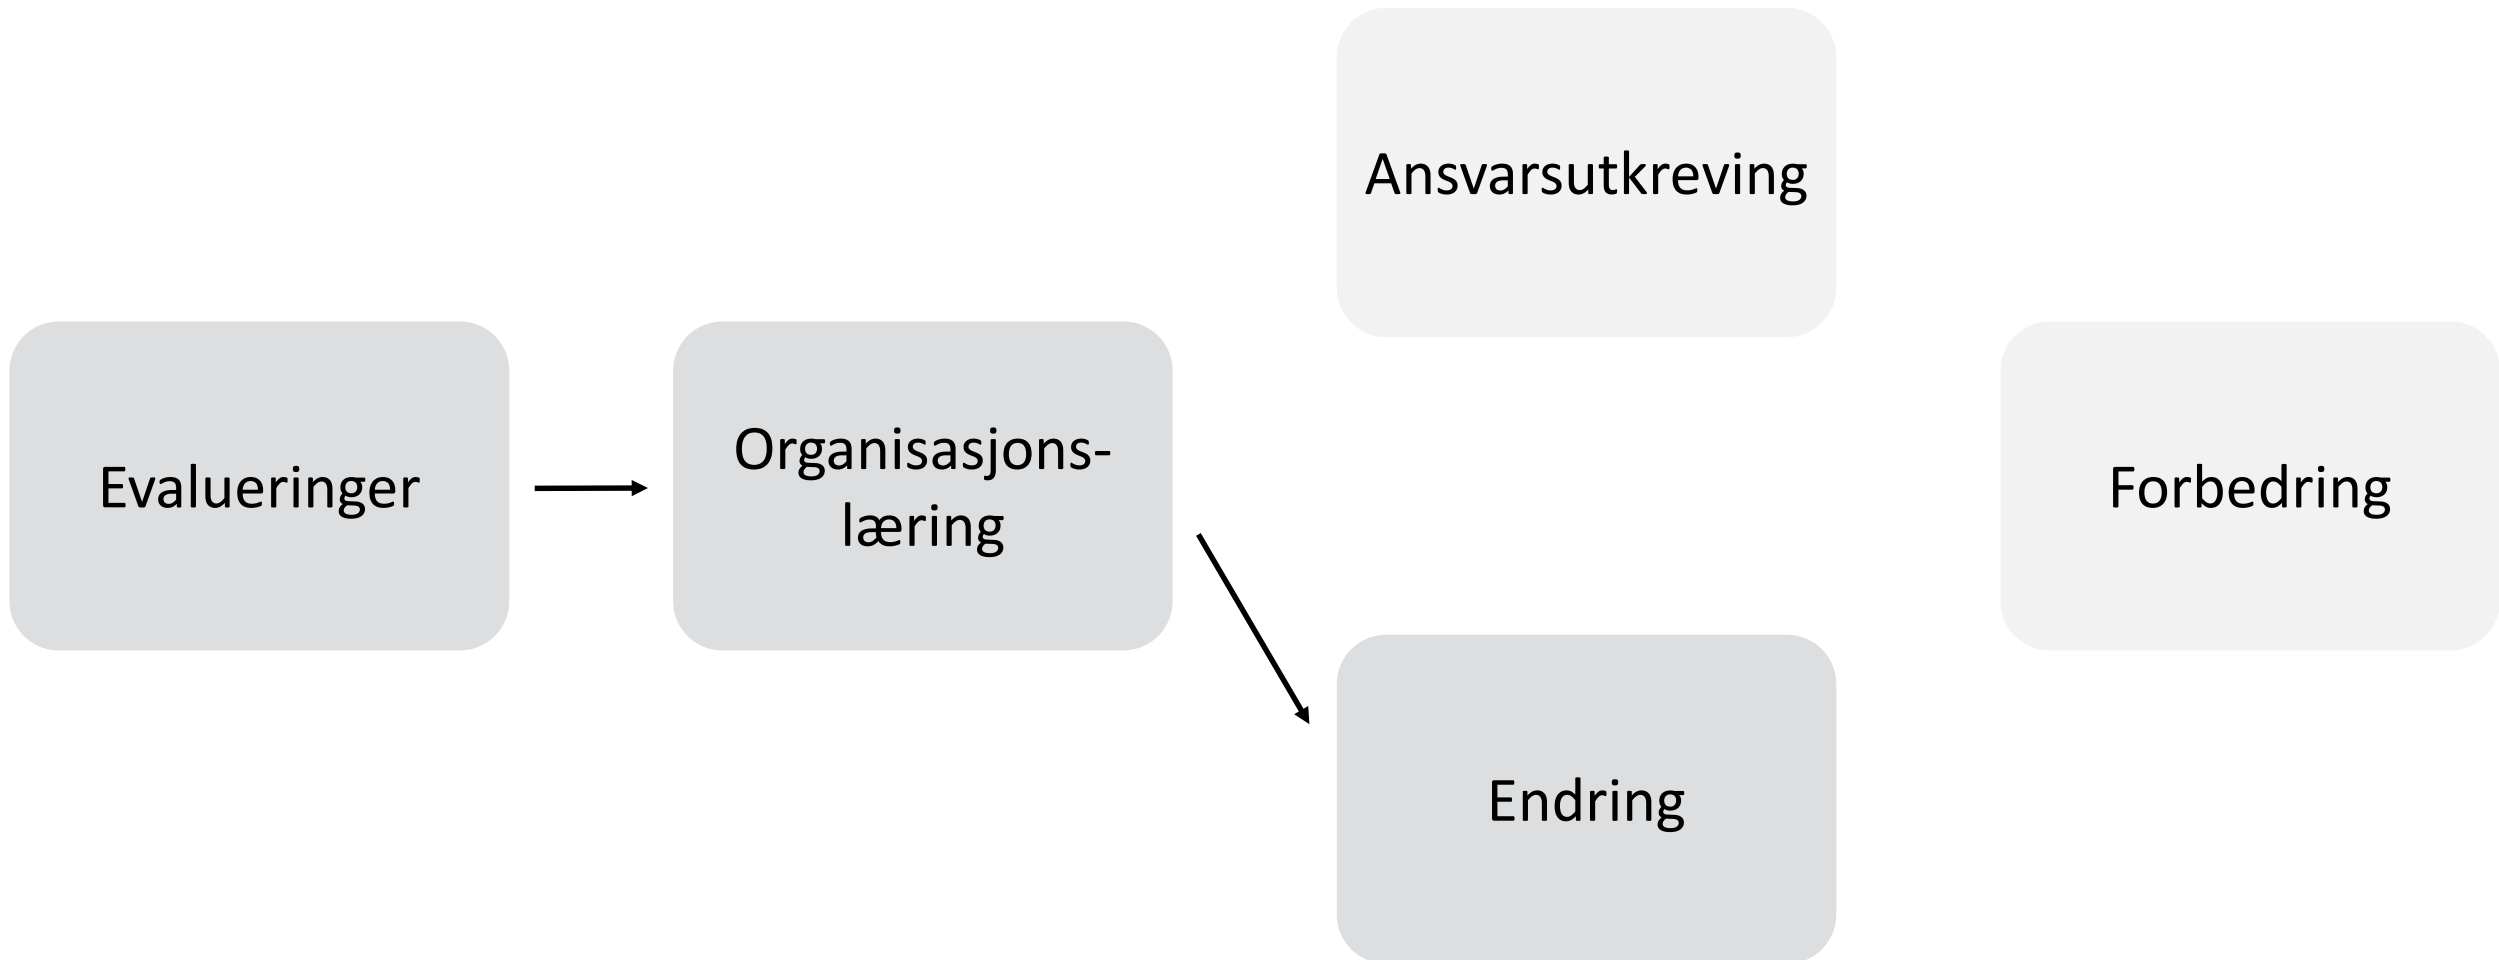 Ansvarsutkreving
Evalueringer
Organisasjons-
læring
Forbedring
Endring